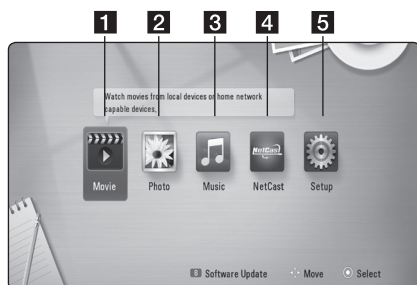 1 2 3 4 5
Watch movies from local devices or home network
capable devices.
NetCast
Movie Photo Music NetCast Setup
B Software Update Move Select